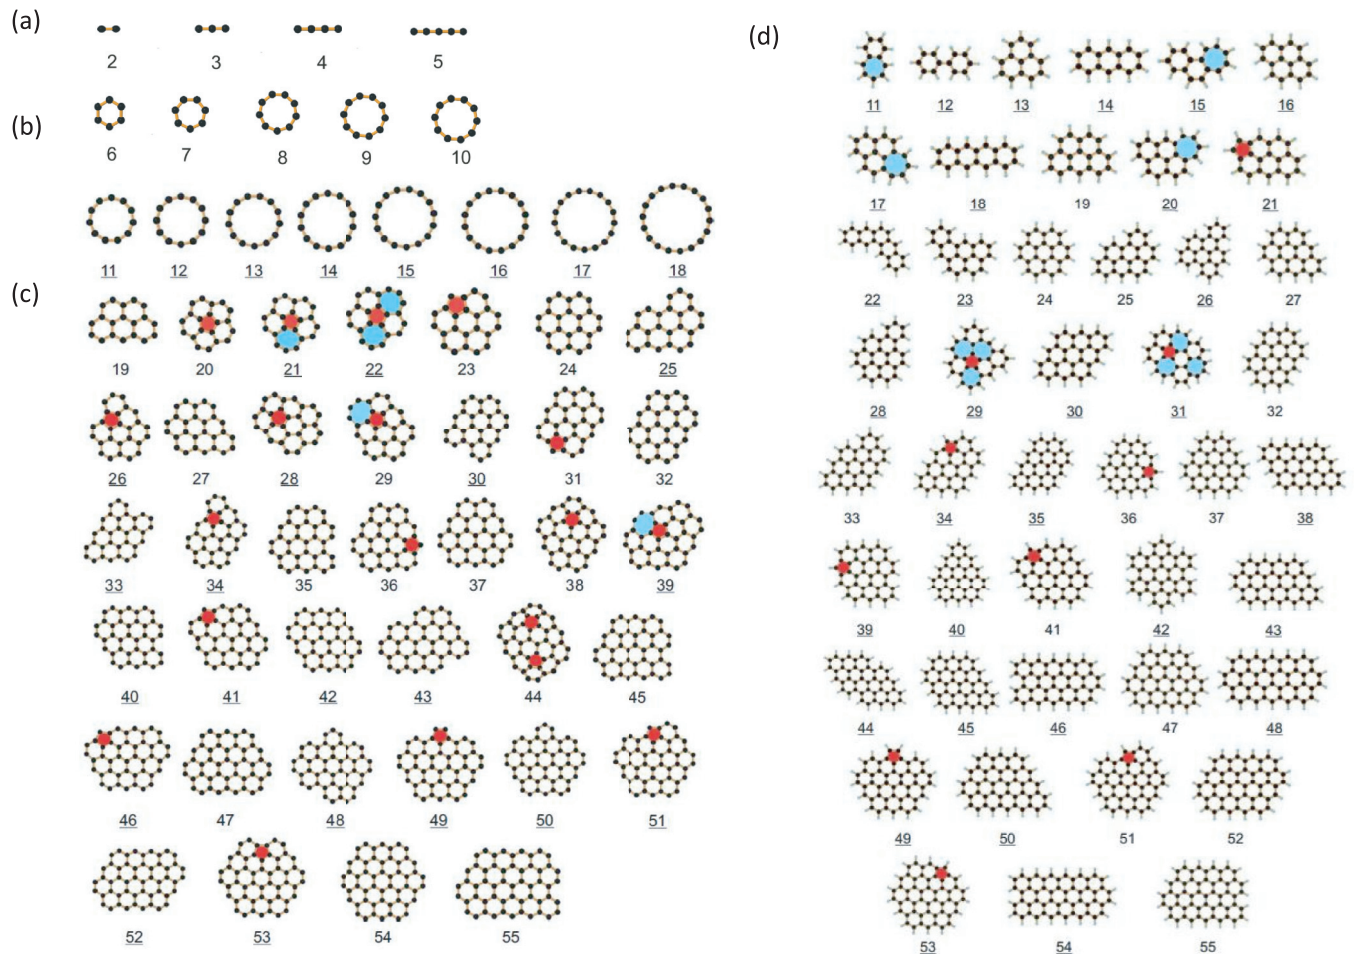 (a)
2 3 4 5
(b)
6 7 8 9 10
11 12 13 14 15 16 17 18
(c)
19 20 21 22 23 24 25
26 27 28 29 30 31 32
33 34 35 36 37 38 39
40 41 42 43 44 45
46 47 48 49 50 51
52 53 54 55
(d)
11 12 13 14 15 16
17 18 19 20 21
22 23 24 25 26 27
28 29 30 31 32
33 34 35 36 37 38
39 40 41 42 43
44 45 46 47 48
49 50 51 52
53 54 55